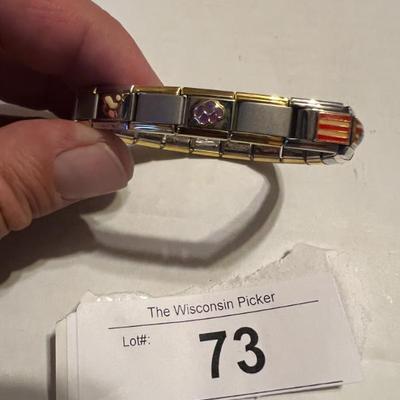 The Wisconsin Picker
Lot#:
73